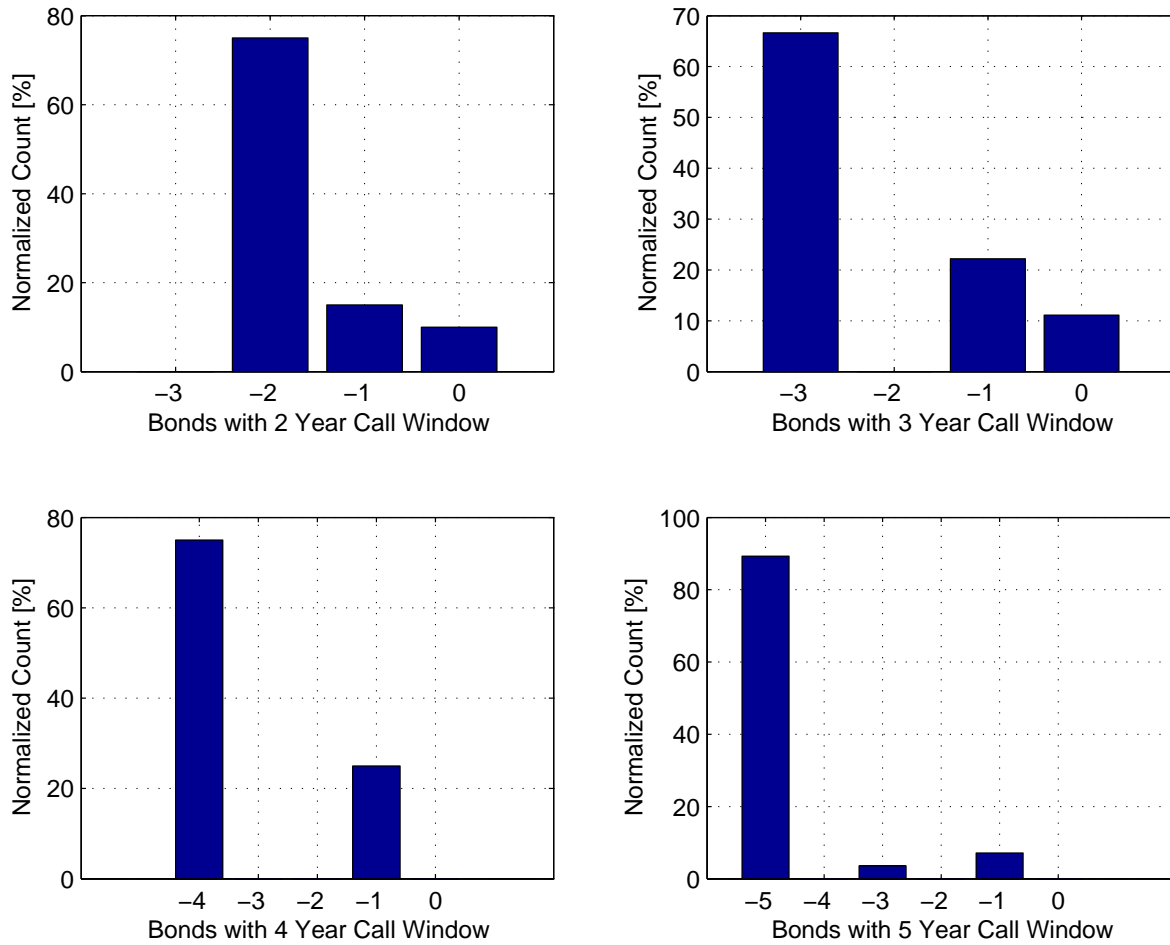 80
60
40
20
0
Normalized Count [%]
−3 −2 −1 0
Bonds with 2 Year Call Window
70
60
50
40
30
20
10
0
Normalized Count [%]
−3 −2 −1 0
Bonds with 3 Year Call Window
80
60
40
20
0
Normalized Count [%]
−4 −3 −2 −1 0
Bonds with 4 Year Call Window
100
80
60
40
20
0
Normalized Count [%]
−5 −4 −3 −2 −1 0
Bonds with 5 Year Call Window